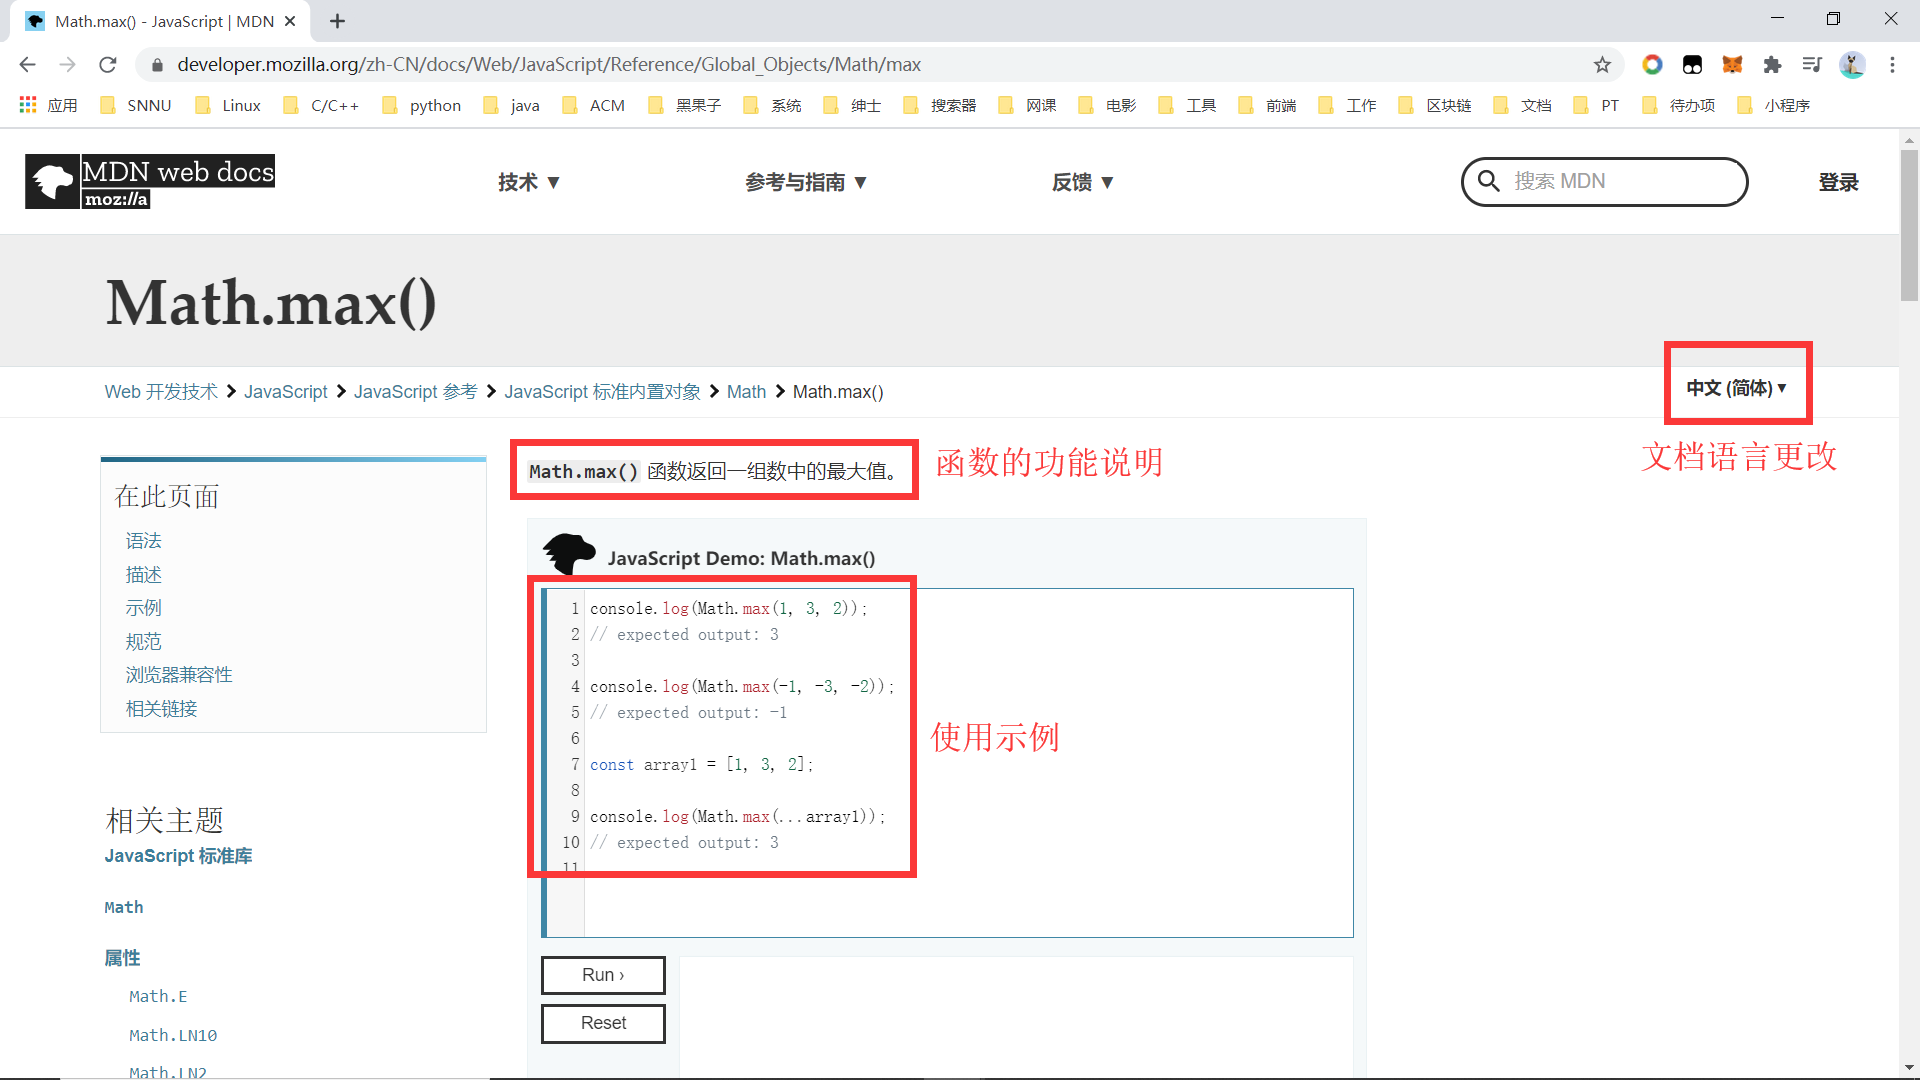 Math.max() - JavaScript | MDN
developer.mozilla.org/zh-CN/docs/Web/JavaScript/Reference/Global_Objects/Math/max
应用 SNNU Linux C/C++ python java ACM 黑果子 系统 绅士 搜索器 网课 电影 工具 前端 工作 区块链 文档 PT 待办项 小程序
MDN web docs
moz://a
技术 ▼ 参考与指南 ▼ 反馈 ▼ 搜索 MDN 登录
Math.max()
Web 开发技术 > JavaScript > JavaScript 参考 > JavaScript 标准内置对象 > Math > Math.max()
中文 (简体) ▼
文档语言更改
Math.max() 函数返回一组数中的最大值。
函数的功能说明
在此页面
语法
描述
示例
规范
浏览器兼容性
相关链接
相关主题
JavaScript 标准库
Math
属性
Math.E
Math.LN10
Math.LN2
JavaScript Demo: Math.max()
1 console.log(Math.max(1, 3, 2));
2 // expected output: 3
3
4 console.log(Math.max(-1, -3, -2));
5 // expected output: -1
6
7 const array1 = [1, 3, 2];
8
9 console.log(Math.max(...array1));
10 // expected output: 3
11
使用示例
Run ›
Reset